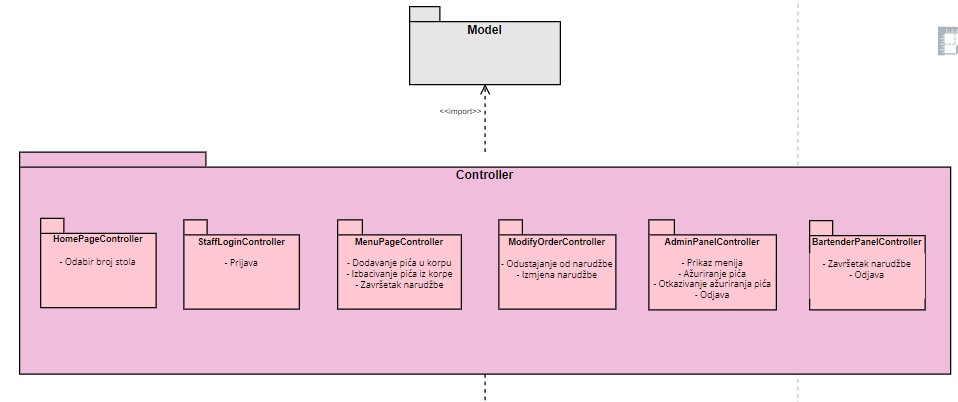 Model
<<import>>
Controller
HomePageController
- Odabir broj stola
StaffLoginController
- Prijava
MenuPageController
- Dodavanje pića u korpu
- Izbacivanje pića iz korpe
- Završetak narudžbe
ModifyOrderController
- Odustajanje od narudžbe
- Izmjena narudžbe
AdminPanelController
- Prikaz menija
- Ažuriranje pića
- Otkazivanje ažuriranja pića
- Odjava
BartenderPanelController
- Završetak narudžbe
- Odjava